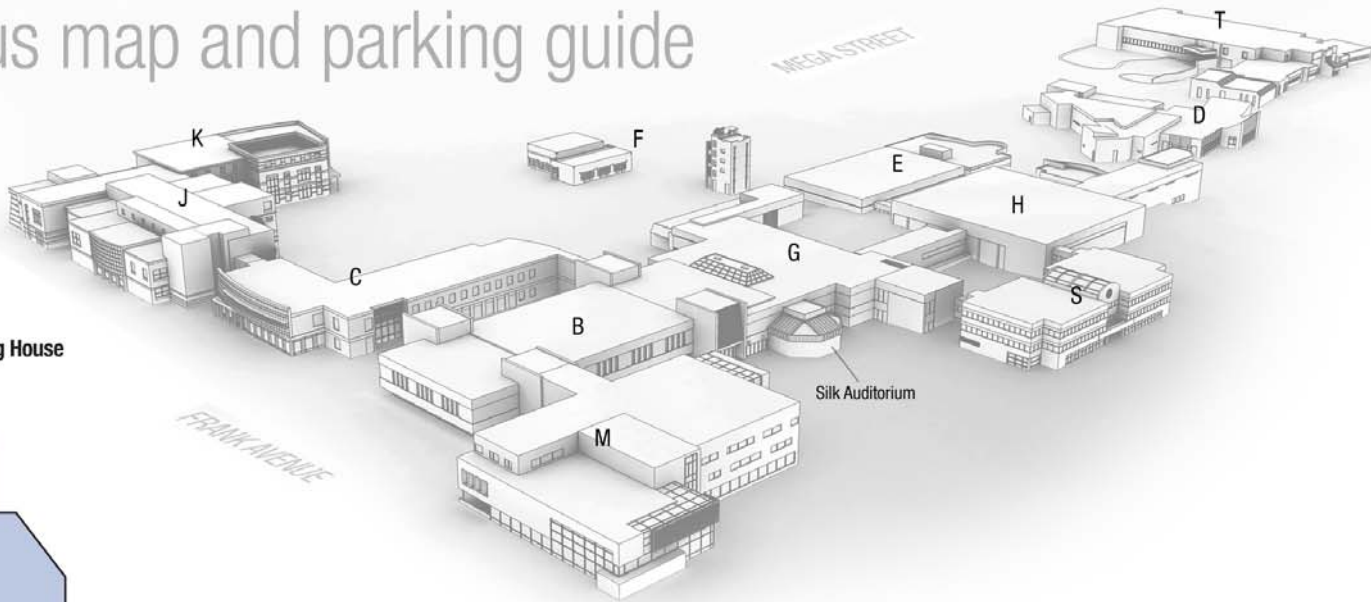 us map and parking guide
MEGA STREET
T
K
F
D
E
J
H
G
C
S
B
g House
Silk Auditorium
FRANK AVENUE
M